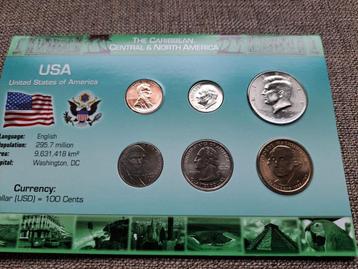 THE CARIBBEAN,
CENTRAL & NORTH AMERICA
USA
United States of America
Language: English
Population: 295.7 million
Area: 9,631,418 km²
Capital: Washington, DC
Currency:
Dollar (USD) = 100 Cents